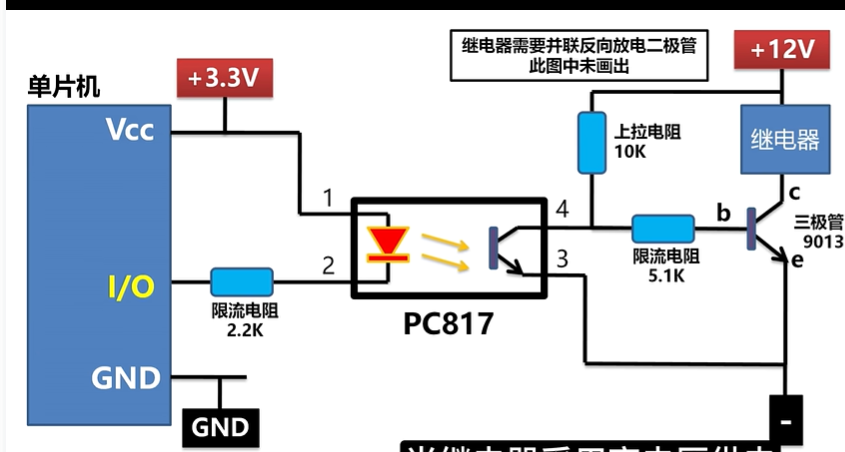 继电器需要并联反向放电二极管
此图中未画出
+12V
单片机
+3.3V
Vcc
上拉电阻
10K
继电器
1
4
b
c
三极管
9013
e
2
3
限流电阻
5.1K
I/O
限流电阻
2.2K
PC817
GND
GND
-